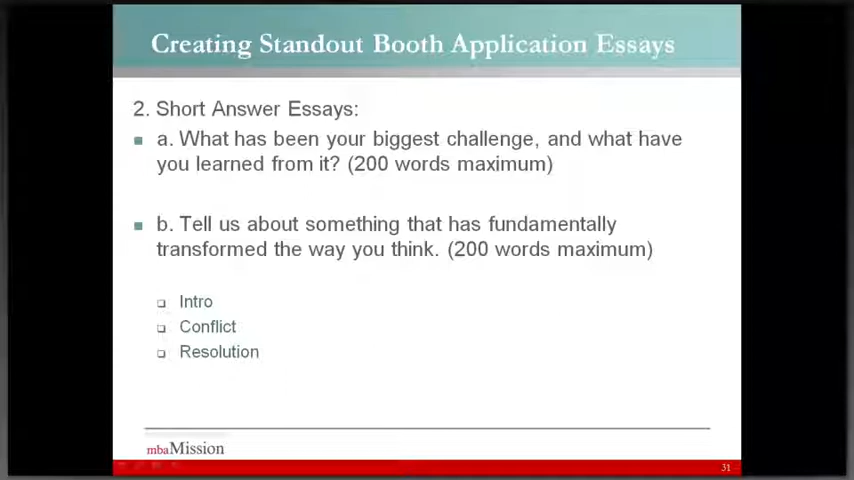 Creating Standout Booth Application Essays
2. Short Answer Essays:
a. What has been your biggest challenge, and what have
you learned from it? (200 words maximum)
b. Tell us about something that has fundamentally
transformed the way you think. (200 words maximum)
Intro
Conflict
Resolution
mbaMission
31